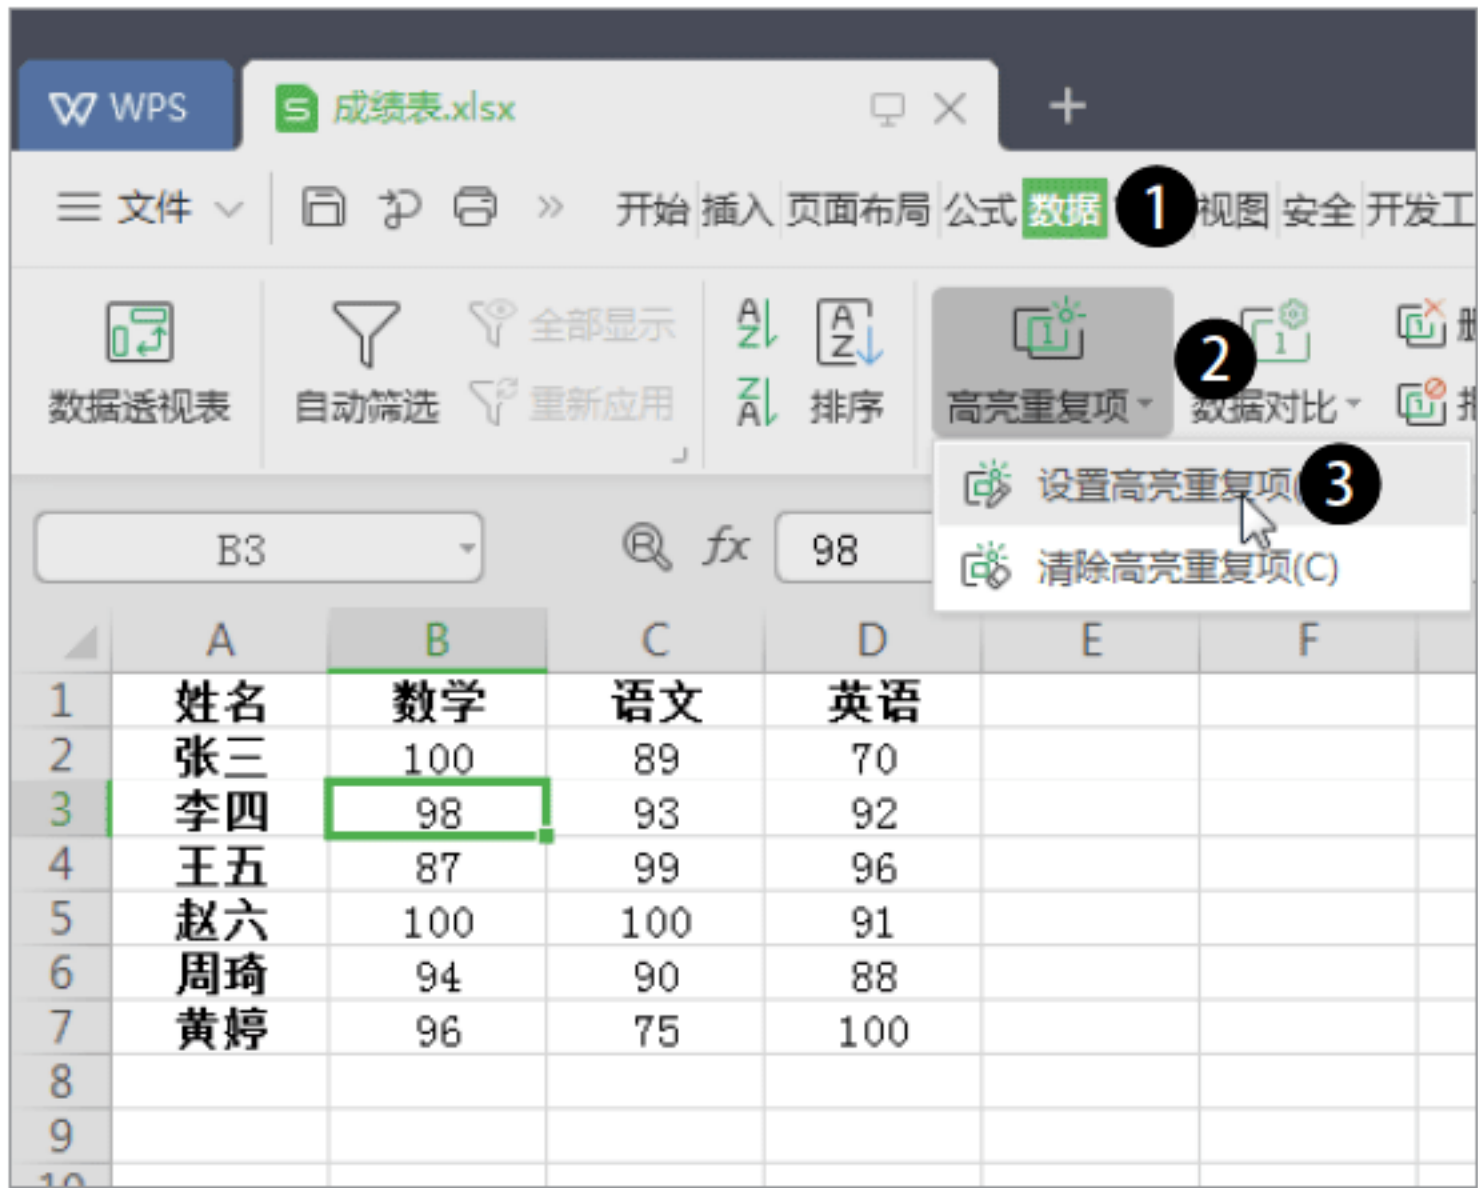 WPS 成绩表.xlsx
文件 开始 插入 页面布局 公式 数据 1 视图 安全 开发工
全部显示
数据透视表 自动筛选 重新应用 排序 高亮重复项 2 数据对比
设置高亮重复项( 3
B3 fx 98
清除高亮重复项(C)
A B C D E F
1 姓名 数学 语文 英语
2 张三 100 89 70
3 李四 98 93 92
4 王五 87 99 96
5 赵六 100 100 91
6 周琦 94 90 88
7 黄婷 96 75 100
8
9
10